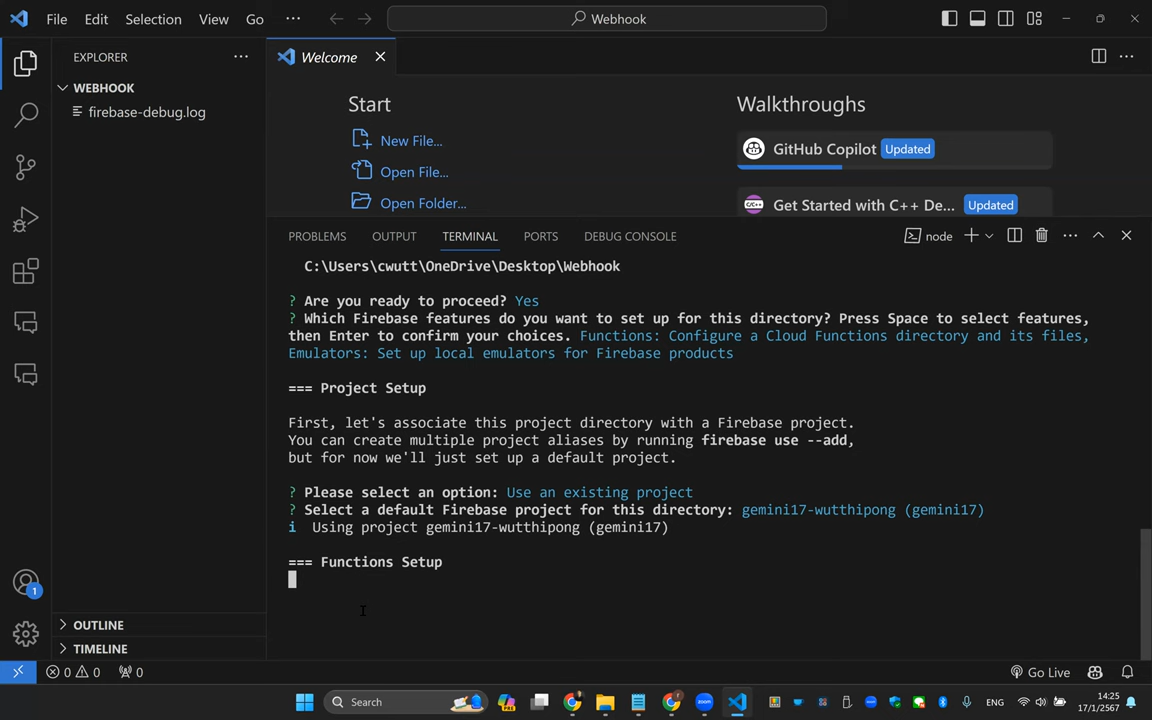 File Edit Selection View Go ··· Webhook
EXPLORER ···
WEBHOOK
firebase-debug.log
Welcome
Start
New File...
Open File...
Open Folder...
Walkthroughs
GitHub Copilot Updated
Get Started with C++ De... Updated
PROBLEMS OUTPUT TERMINAL PORTS DEBUG CONSOLE node
C:\Users\cwutt\OneDrive\Desktop\Webhook
? Are you ready to proceed? Yes
? Which Firebase features do you want to set up for this directory? Press Space to select features,
then Enter to confirm your choices. Functions: Configure a Cloud Functions directory and its files,
Emulators: Set up local emulators for Firebase products
=== Project Setup
First, let's associate this project directory with a Firebase project.
You can create multiple project aliases by running firebase use --add,
but for now we'll just set up a default project.
? Please select an option: Use an existing project
? Select a default Firebase project for this directory: gemini17-wutthipong (gemini17)
i Using project gemini17-wutthipong (gemini17)
=== Functions Setup
1
OUTLINE
TIMELINE
0 0 0 Go Live
Search
zoom
ENG
14:25
17/1/2567